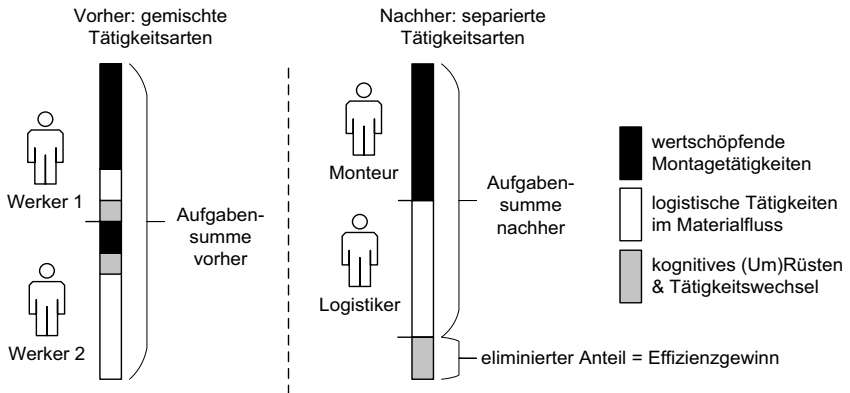 Vorher: gemischte
Tätigkeitsarten
Werker 1
Werker 2
Aufgaben-
summe
vorher
Nachher: separierte
Tätigkeitsarten
Monteur
Logistiker
Aufgaben-
summe
nachher
eliminierter Anteil = Effizienzgewinn
wertschöpfende
Montagetätigkeiten
logistische Tätigkeiten
im Materialfluss
kognitives (Um)Rüsten
& Tätigkeitswechsel